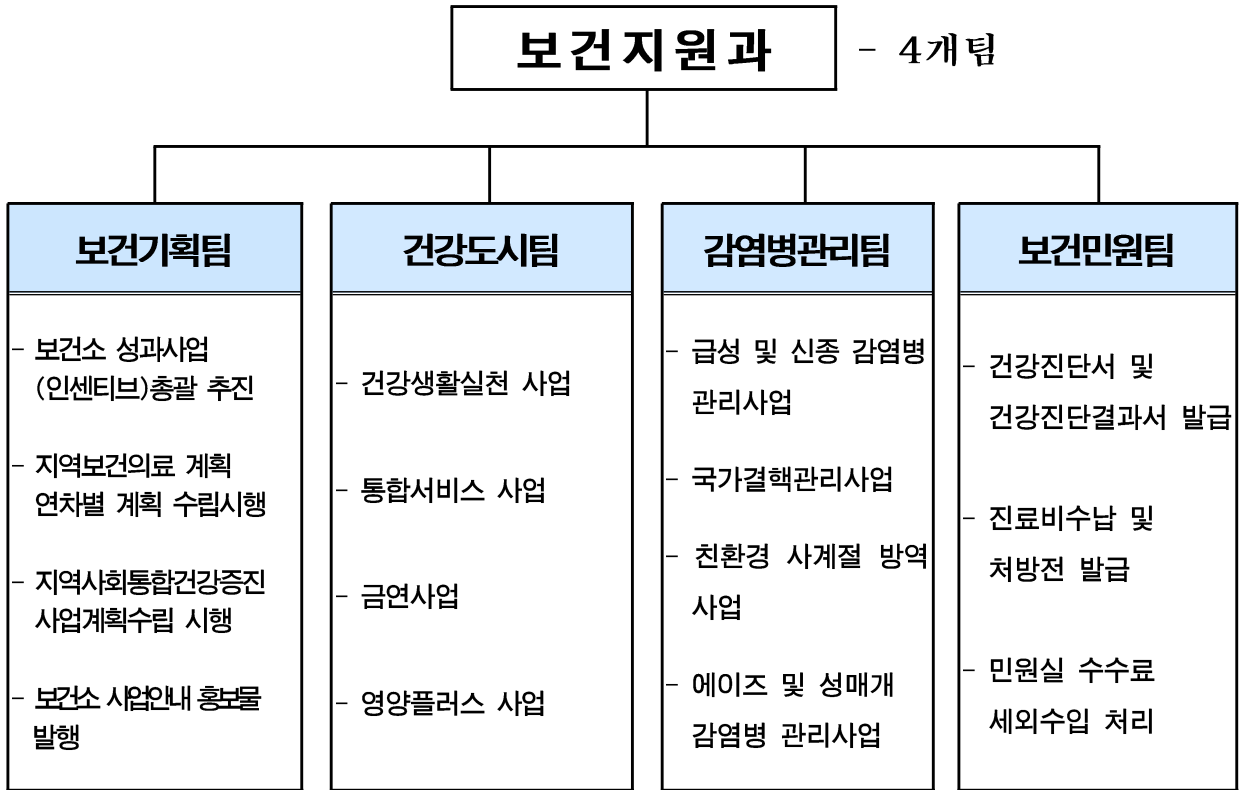 보건지원과 - 4개팀
보건기획팀
- 보건소 성과사업
(인센티브)총괄 추진
- 지역보건의료 계획
연차별 계획 수립시행
- 지역사회통합건강증진
사업계획수립 시행
- 보건소 사업안내 홍보물
발행
건강도시팀
- 건강생활실천 사업
- 통합서비스 사업
- 금연사업
- 영양플러스 사업
감염병관리팀
- 급성 및 신종 감염병
관리사업
- 국가결핵관리사업
- 친환경 사계절 방역
사업
- 에이즈 및 성매개
감염병 관리사업
보건민원팀
- 건강진단서 및
건강진단결과서 발급
- 진료비수납 및
처방전 발급
- 민원실 수수료
세외수입 처리